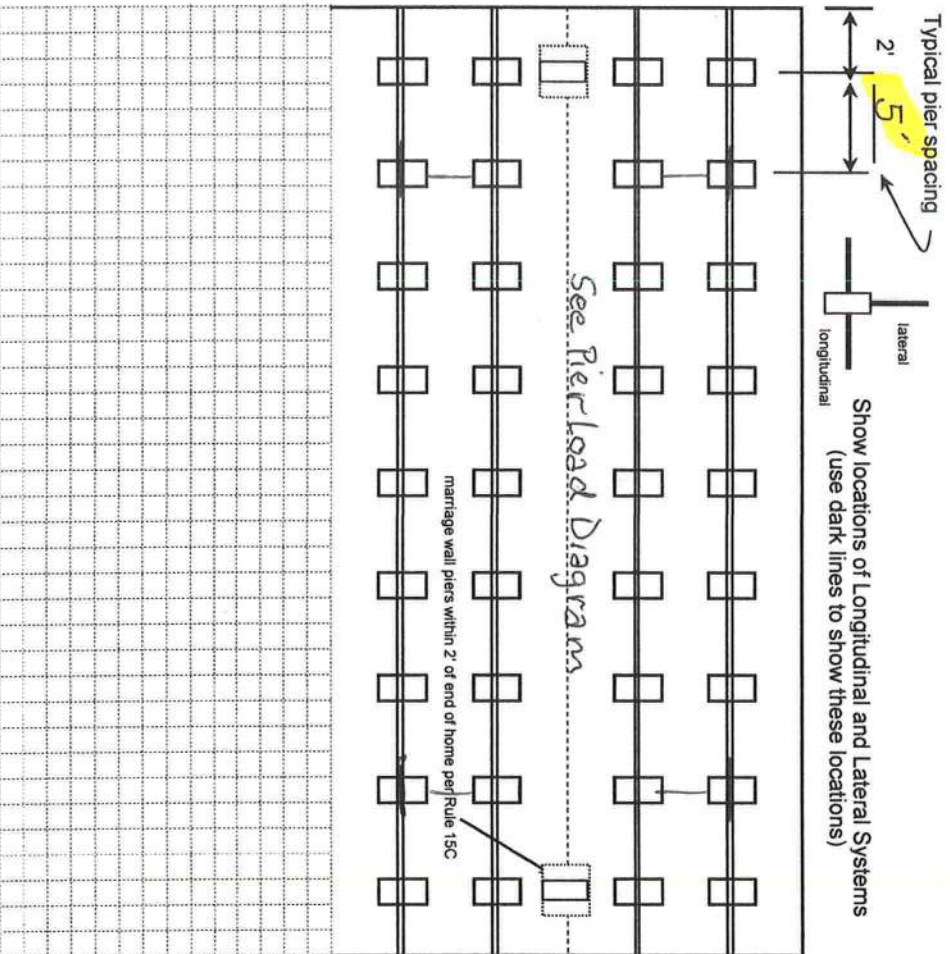 Typical pier spacing
2'
5'
lateral
longitudinal
Show locations of Longitudinal and Lateral Systems
(use dark lines to show these locations)
See Pier Load Diagram
marriage wall piers within 2' of end of home per Rule 15C